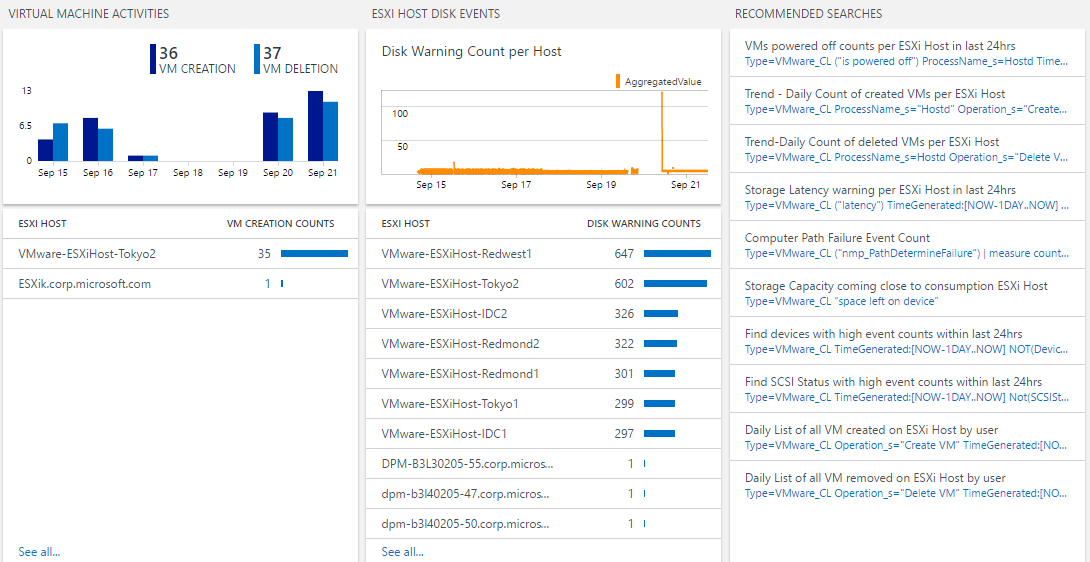 VIRTUAL MACHINE ACTIVITIES
36
VM CREATION
37
VM DELETION
13
6.5
0
Sep 15 Sep 16 Sep 17 Sep 18 Sep 19 Sep 20 Sep 21
ESXI HOST VM CREATION COUNTS
VMware-ESXiHost-Tokyo2 35
ESXik.corp.microsoft.com 1
See all...
ESXI HOST DISK EVENTS
Disk Warning Count per Host
AggregatedValue
100
50
Sep 15 Sep 17 Sep 19 Sep 21
ESXI HOST DISK WARNING COUNTS
VMware-ESXiHost-Redwest1 647
VMware-ESXiHost-Tokyo2 602
VMware-ESXiHost-IDC2 326
VMware-ESXiHost-Redmond2 322
VMware-ESXiHost-Redmond1 301
VMware-ESXiHost-Tokyo1 299
VMware-ESXiHost-IDC1 297
DPM-B3L30205-55.corp.micros... 1
dpm-b3l40205-47.corp.micros... 1
dpm-b3l40205-50.corp.micros... 1
See all...
RECOMMENDED SEARCHES
VMs powered off counts per ESXi Host in last 24hrs
Type=VMware_CL ("is powered off") ProcessName_s=Hostd Time...
Trend - Daily Count of created VMs per ESXi Host
Type=VMware_CL ProcessName_s="Hostd" Operation_s="Create...
Trend-Daily Count of deleted VMs per ESXi Host
Type=VMware_CL ProcessName_s=Hostd Operation_s="Delete V...
Storage Latency warning per ESXi Host in last 24hrs
Type=VMware_CL ("latency") TimeGenerated:[NOW-1DAY..NOW] ...
Computer Path Failure Event Count
Type=VMware_CL ("nmp_PathDetermineFailure") | measure count...
Storage Capacity coming close to consumption ESXi Host
Type=VMware_CL "space left on device"
Find devices with high event counts within last 24hrs
Type=VMware_CL TimeGenerated:[NOW-1DAY..NOW] NOT(Devic...
Find SCSI Status with high event counts within last 24hrs
Type=VMware_CL TimeGenerated:[NOW-1DAY..NOW] Not(SCSISt...
Daily List of all VM created on ESXi Host by user
Type=VMware_CL Operation_s="Create VM" TimeGenerated:[NO...
Daily List of all VM removed on ESXi Host by user
Type=VMware_CL Operation_s="Delete VM" TimeGenerated:[NO...